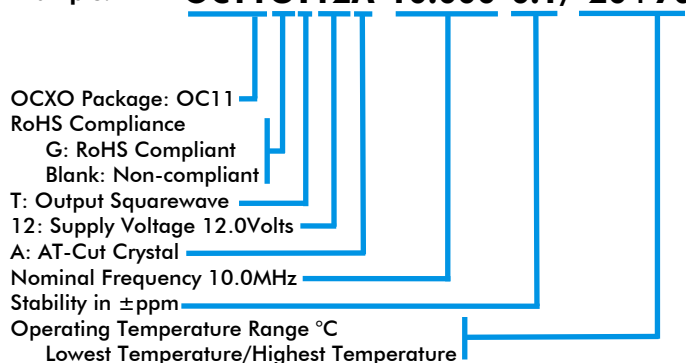 OCXO Package: OC11
RoHS Compliance
G: RoHS Compliant
Blank: Non-compliant
T: Output Squarewave
12: Supply Voltage 12.0Volts
A: AT-Cut Crystal
Nominal Frequency 10.0MHz
Stability in ±ppm
Operating Temperature Range °C
Lowest Temperature/Highest Temperature